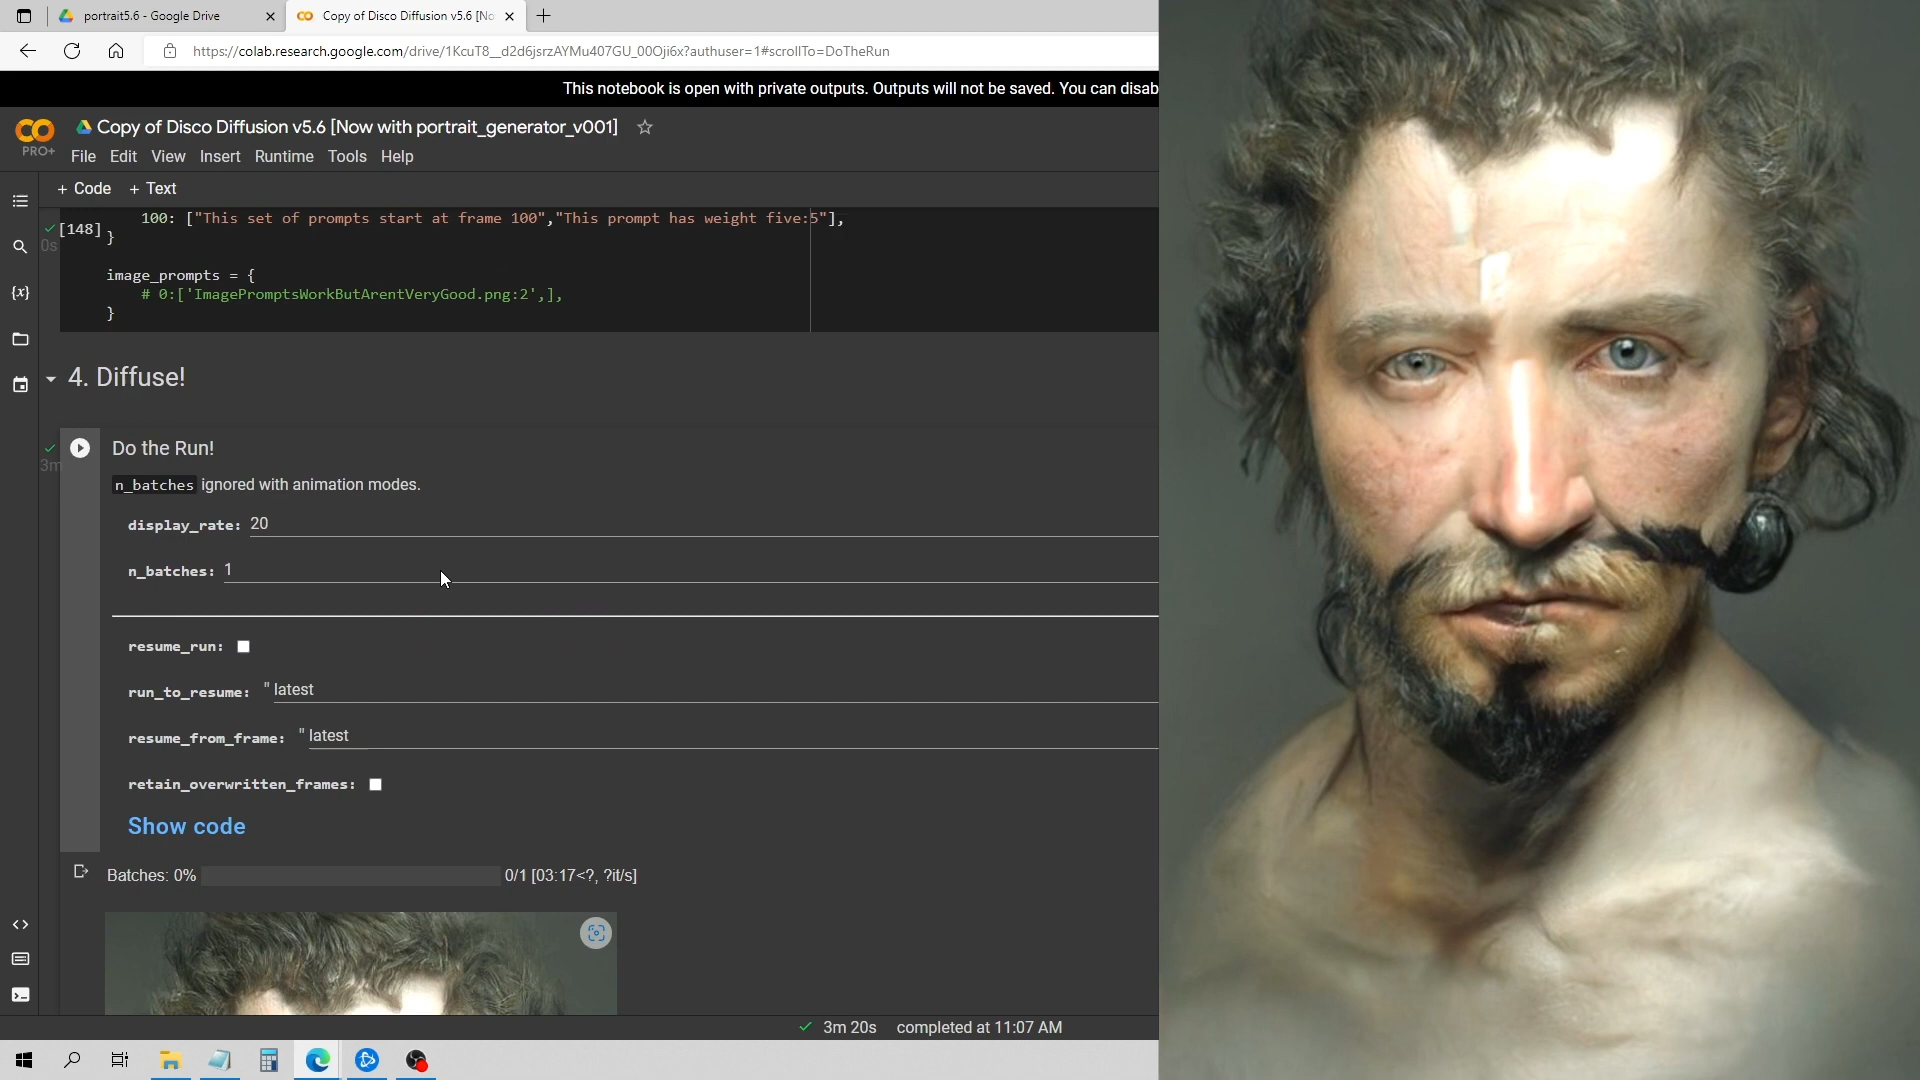 portrait5.6 - Google Drive
Copy of Disco Diffusion v5.6 [No
https://colab.research.google.com/drive/1KcuT8__d2d6jsrzAYMu407GU_00Oji6x?authuser=1#scrollTo=DoTheRun
This notebook is open with private outputs. Outputs will not be saved. You can disab
Copy of Disco Diffusion v5.6 [Now with portrait_generator_v001]
PRO+
File Edit View Insert Runtime Tools Help
+ Code + Text
100: ["This set of prompts start at frame 100","This prompt has weight five:5"],
[148] }
0s
image_prompts = {
# 0:['ImagePromptsWorkButArentVeryGood.png:2',],
}
4. Diffuse!
Do the Run!
3m
n_batches ignored with animation modes.
display_rate: 20
n_batches: 1
resume_run:
run_to_resume: " latest
resume_from_frame: " latest
retain_overwritten_frames:
Show code
Batches: 0% 0/1 [03:17<?, ?it/s]
3m 20s completed at 11:07 AM